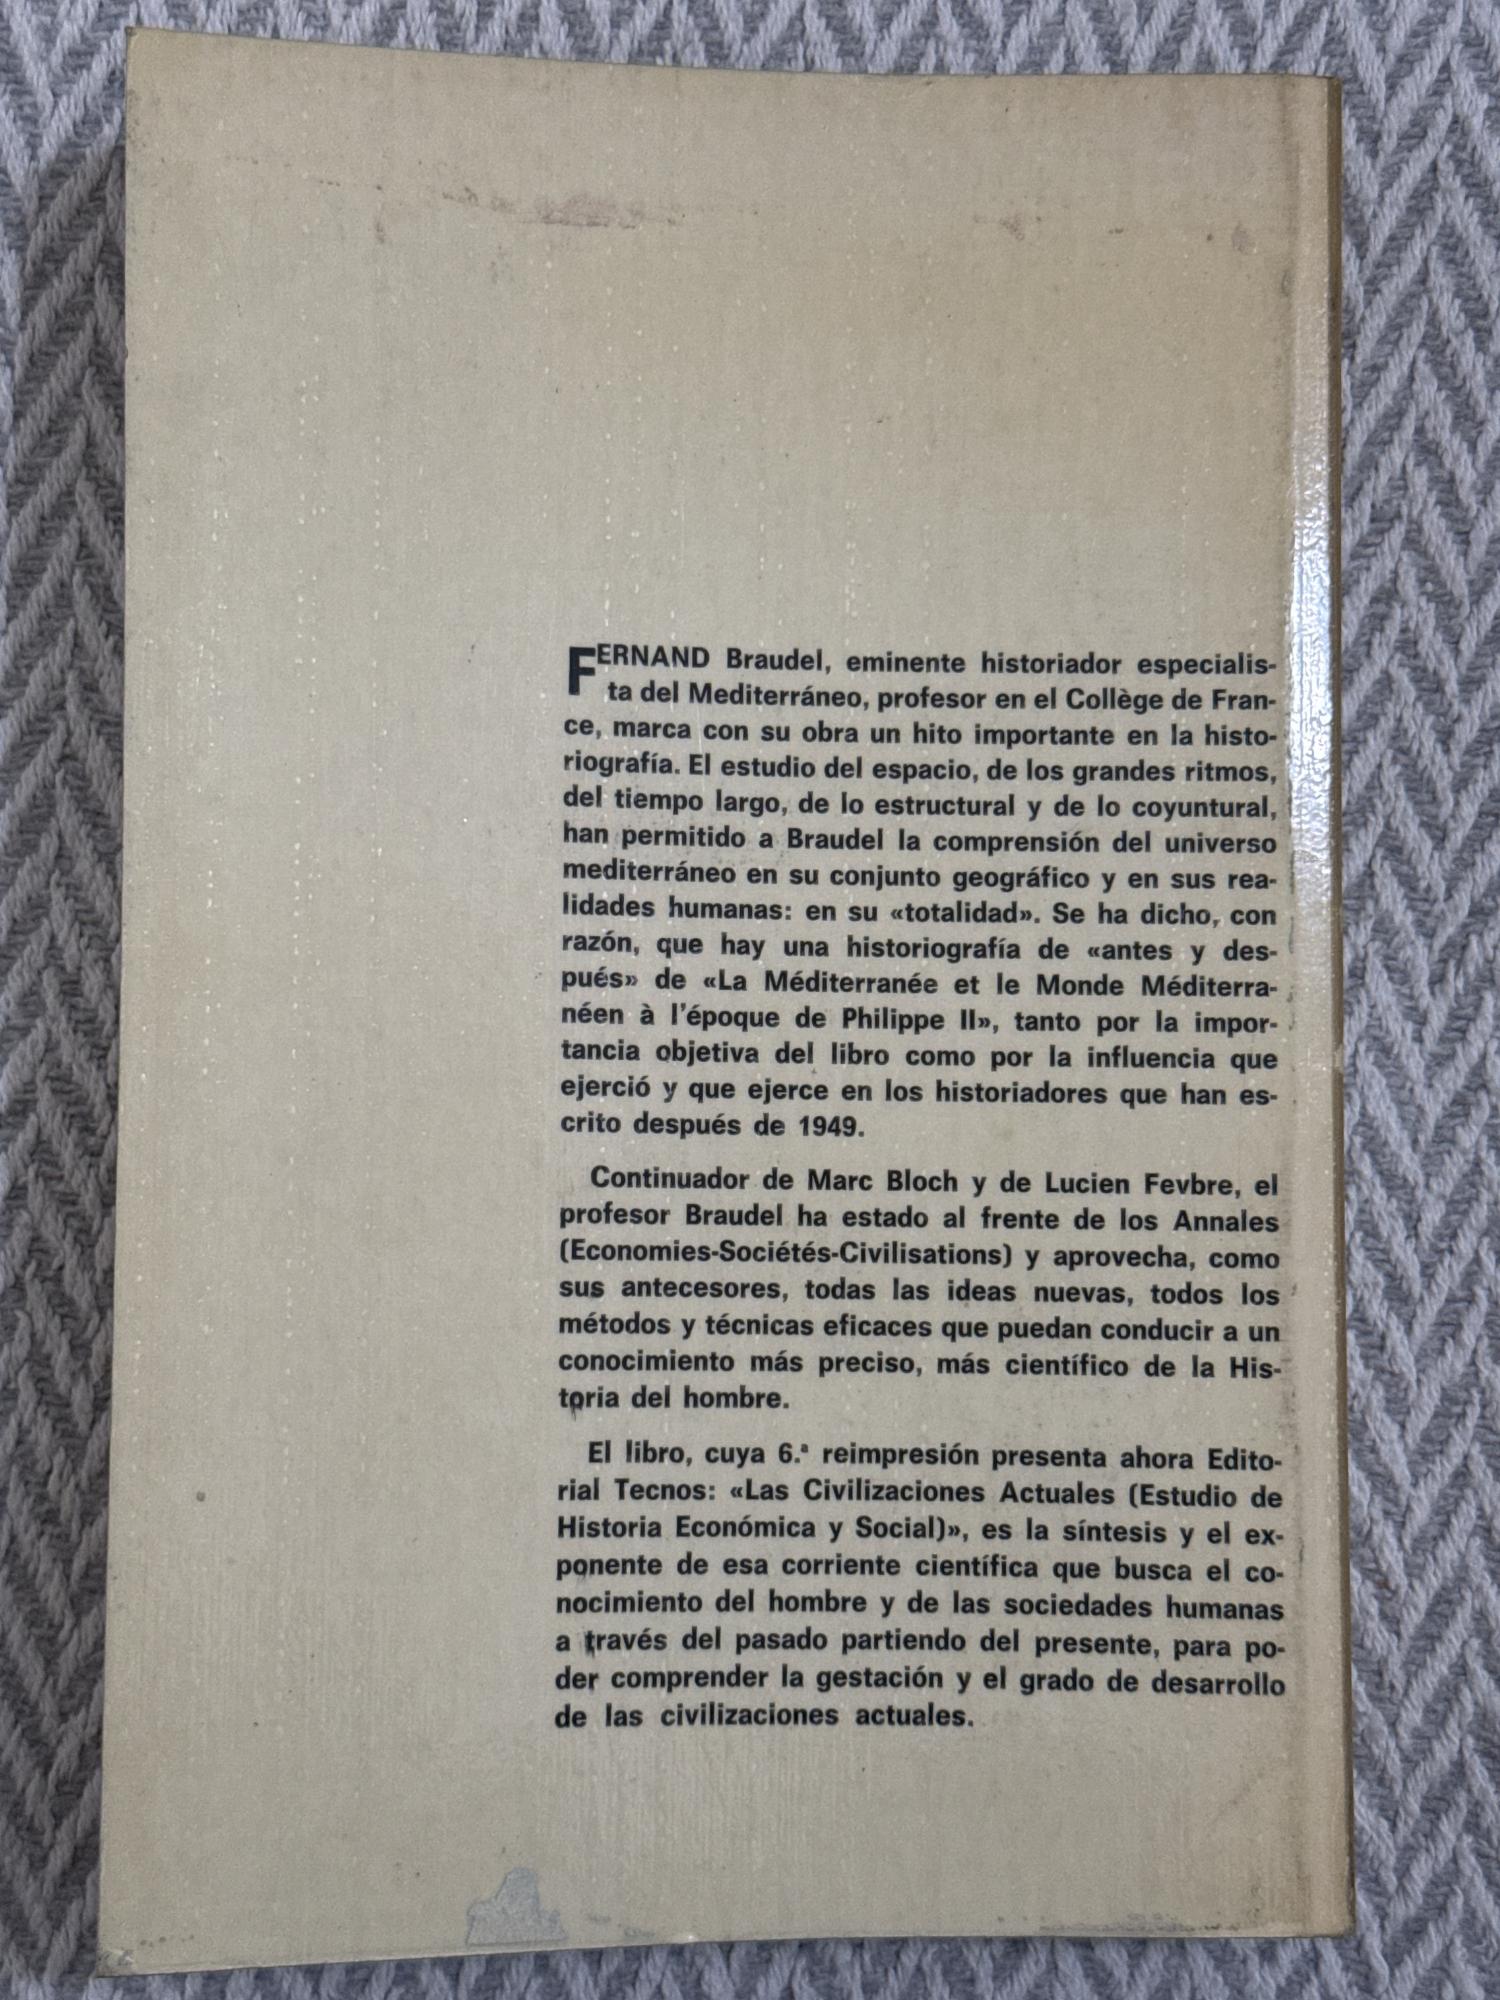 FERNAND Braudel, eminente historiador especialis-
ta del Mediterráneo, profesor en el Collège de Fran-
ce, marca con su obra un hito importante en la histo-
riografía. El estudio del espacio, de los grandes ritmos,
del tiempo largo, de lo estructural y de lo coyuntural,
han permitido a Braudel la comprensión del universo
mediterráneo en su conjunto geográfico y en sus rea-
lidades humanas: en su «totalidad». Se ha dicho, con
razón, que hay una historiografía de «antes y des-
pués» de «La Méditerranée et le Monde Méditerra-
néen à l'époque de Philippe II», tanto por la impor-
tancia objetiva del libro como por la influencia que
ejerció y que ejerce en los historiadores que han es-
crito después de 1949.
Continuador de Marc Bloch y de Lucien Fevbre, el
profesor Braudel ha estado al frente de los Annales
(Economies-Sociétés-Civilisations) y aprovecha, como
sus antecesores, todas las ideas nuevas, todos los
métodos y técnicas eficaces que puedan conducir a un
conocimiento más preciso, más científico de la His-
toria del hombre.
El libro, cuya 6.ª reimpresión presenta ahora Edito-
rial Tecnos: «Las Civilizaciones Actuales (Estudio de
Historia Económica y Social)», es la síntesis y el ex-
ponente de esa corriente científica que busca el co-
nocimiento del hombre y de las sociedades humanas
a través del pasado partiendo del presente, para po-
der comprender la gestación y el grado de desarrollo
de las civilizaciones actuales.